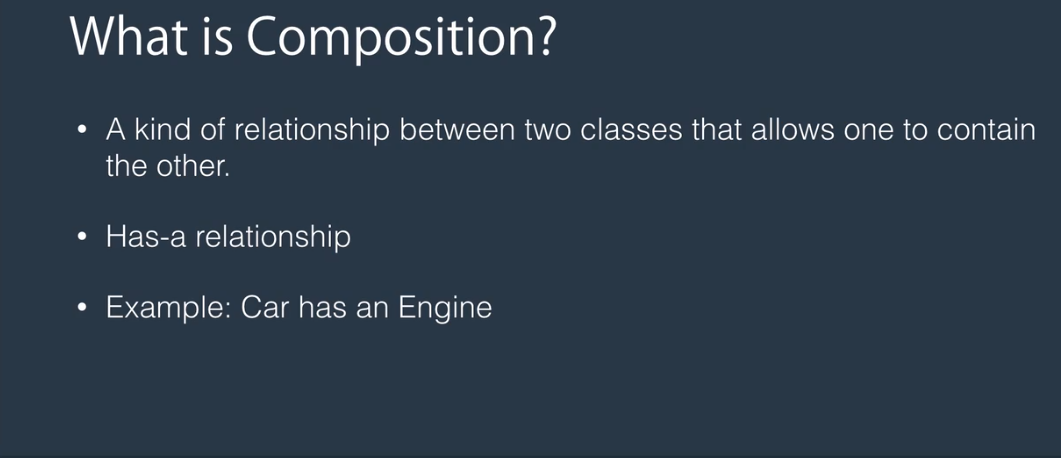 What is Composition?
• A kind of relationship between two classes that allows one to contain
the other.
• Has-a relationship
• Example: Car has an Engine